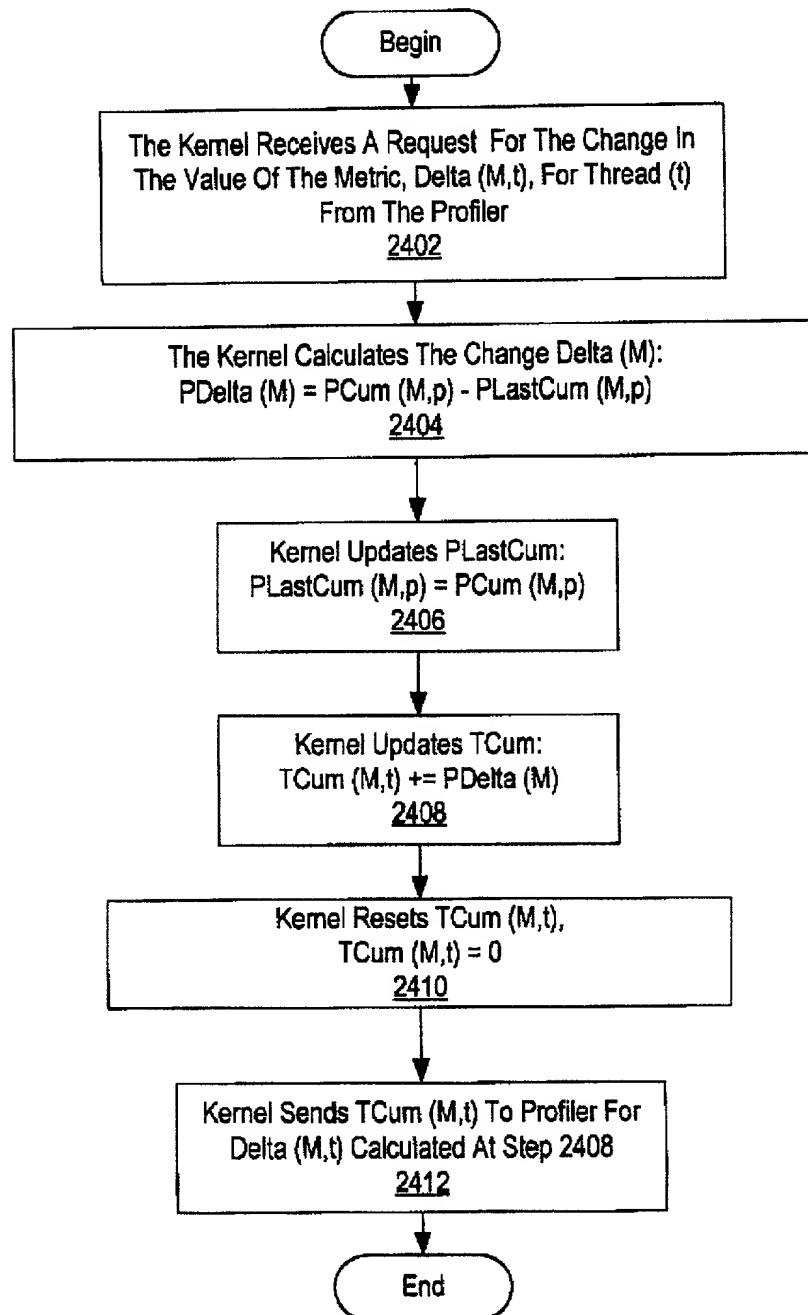 Begin
The Kernel Receives A Request For The Change In
The Value Of The Metric, Delta (M,t), For Thread (t)
From The Profiler
2402
The Kernel Calculates The Change Delta (M):
PDelta (M) = PCum (M,p) - PLastCum (M,p)
2404
Kernel Updates PLastCum:
PLastCum (M,p) = PCum (M,p)
2406
Kernel Updates TCum:
TCum (M,t) += PDelta (M)
2408
Kernel Resets TCum (M,t),
TCum (M,t) = 0
2410
Kernel Sends TCum (M,t) To Profiler For
Delta (M,t) Calculated At Step 2408
2412
End